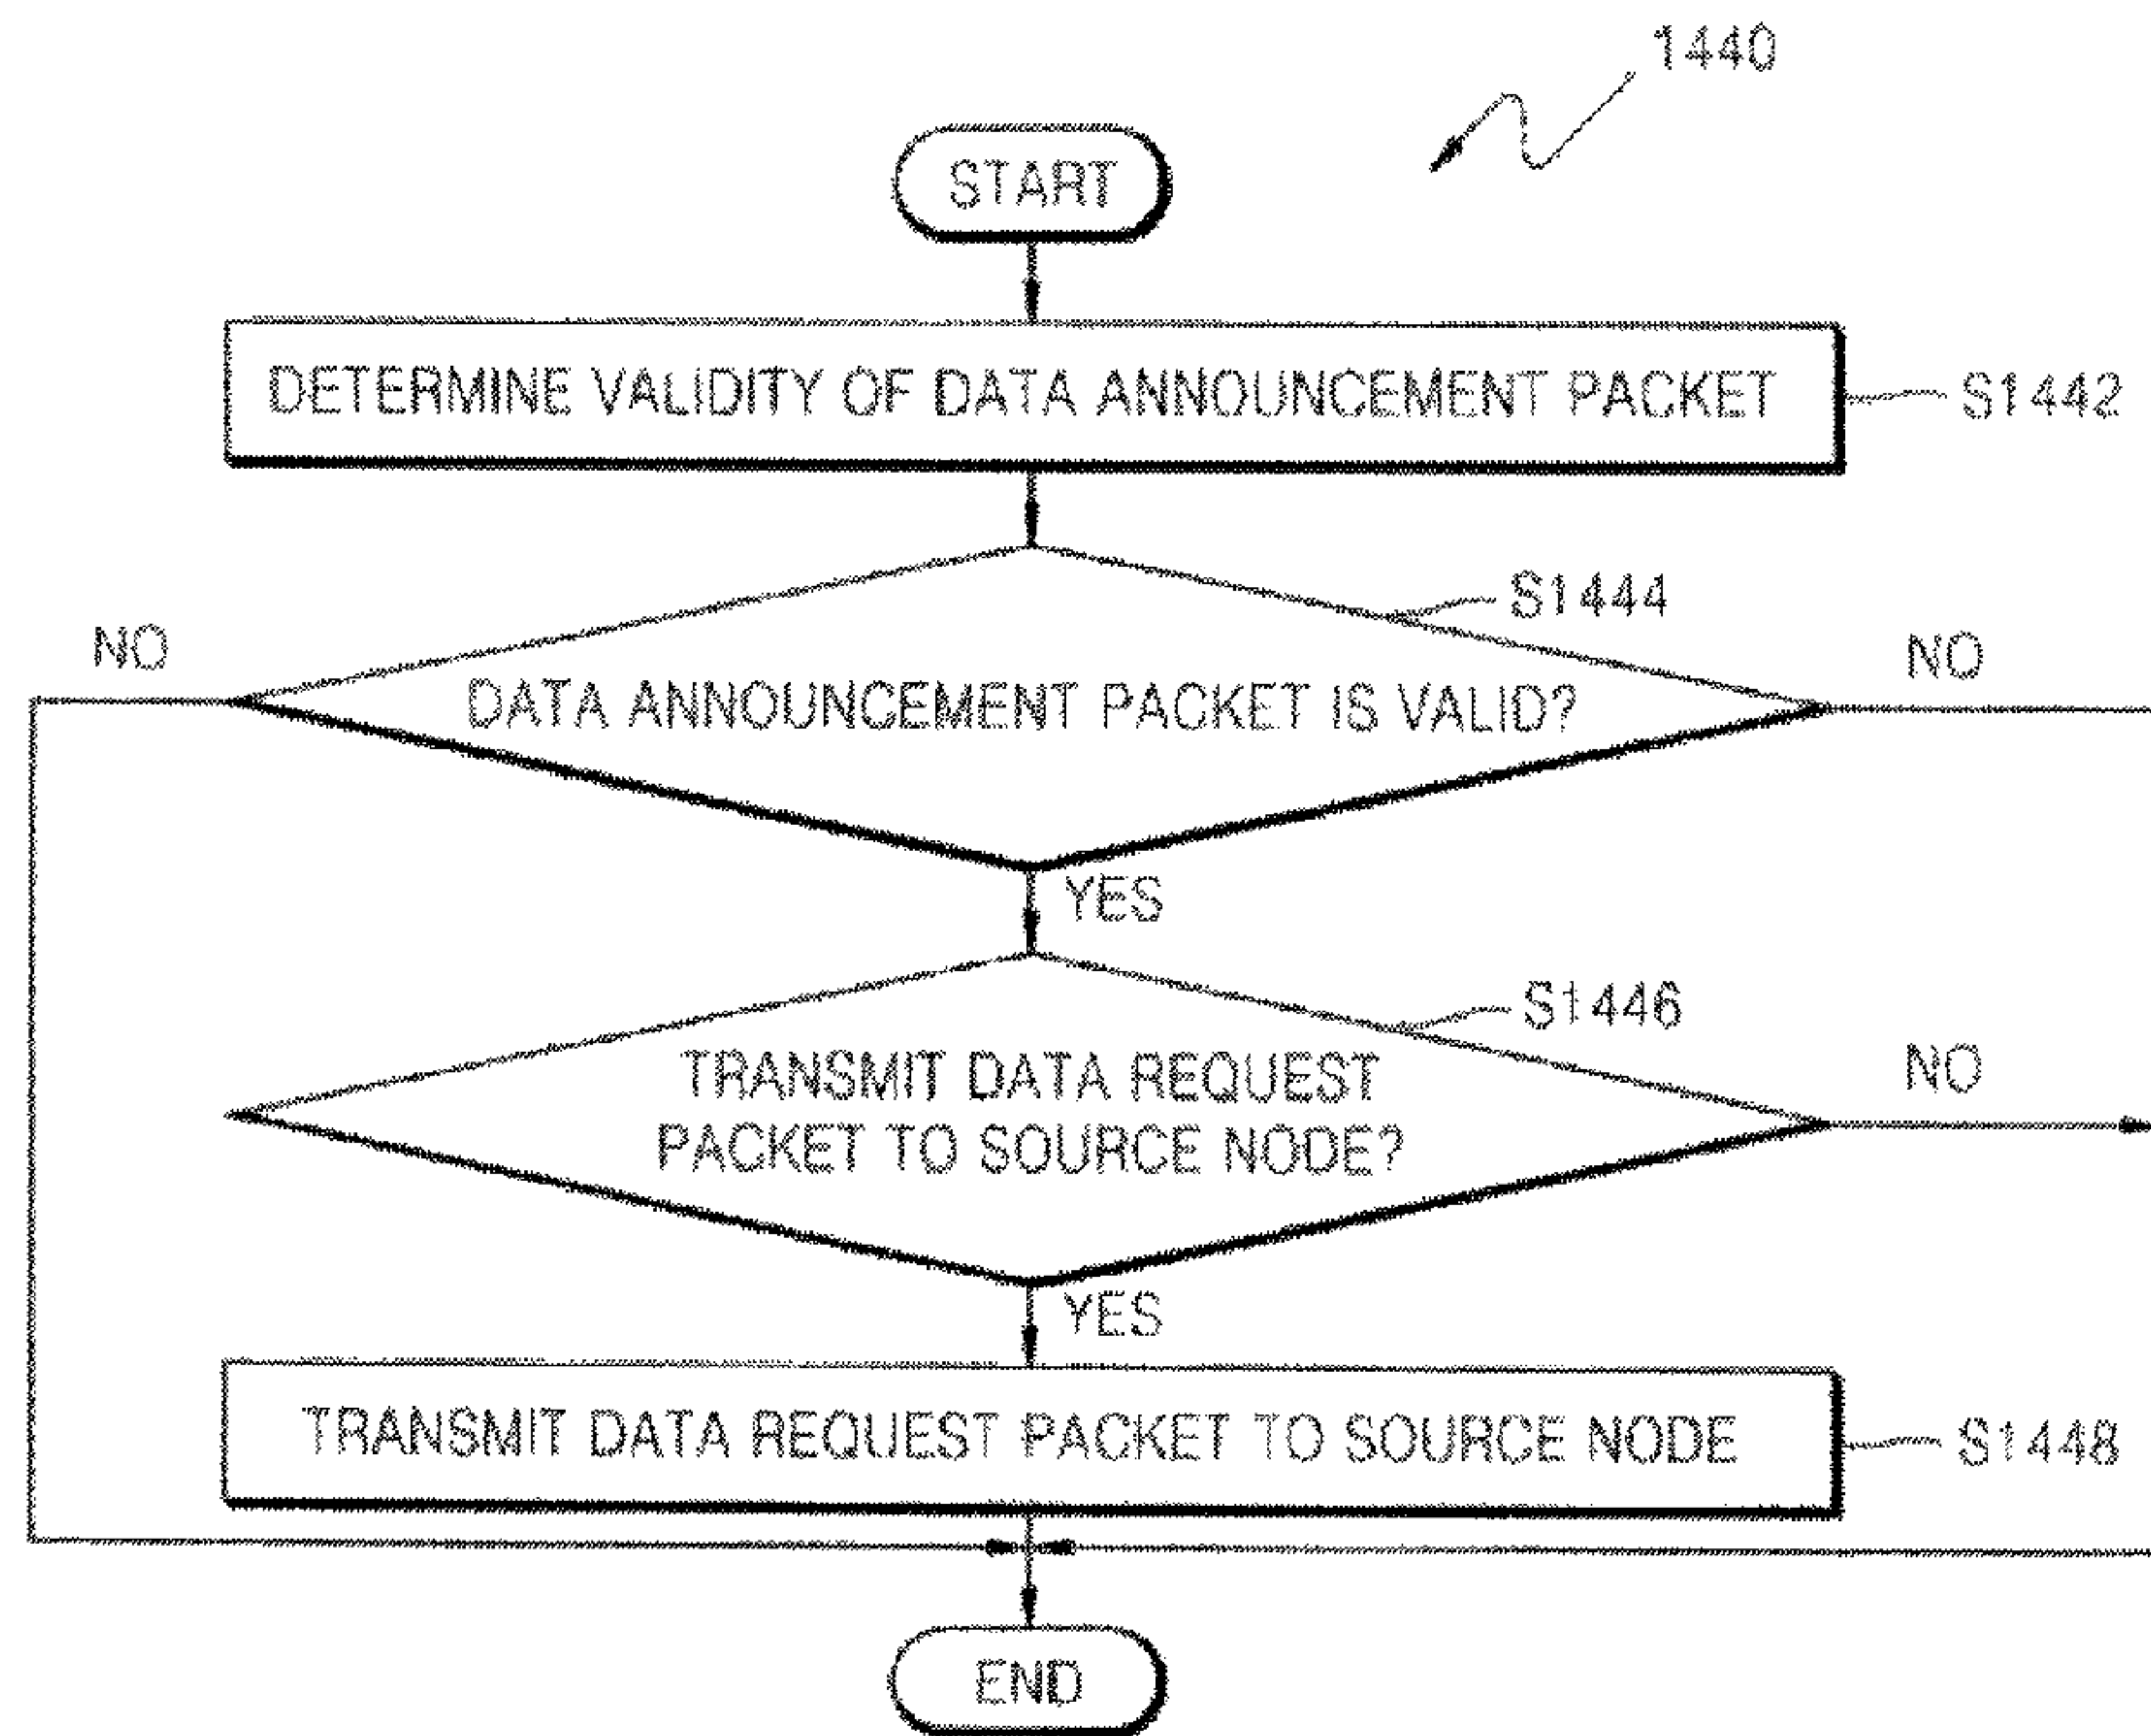 1440
START
DETERMINE VALIDITY OF DATA ANNOUNCEMENT PACKET
S1442
S1444
NO
NO
DATA ANNOUNCEMENT PACKET IS VALID?
YES
S1446
NO
TRANSMIT DATA REQUEST
PACKET TO SOURCE NODE?
YES
TRANSMIT DATA REQUEST PACKET TO SOURCE NODE
S1448
END